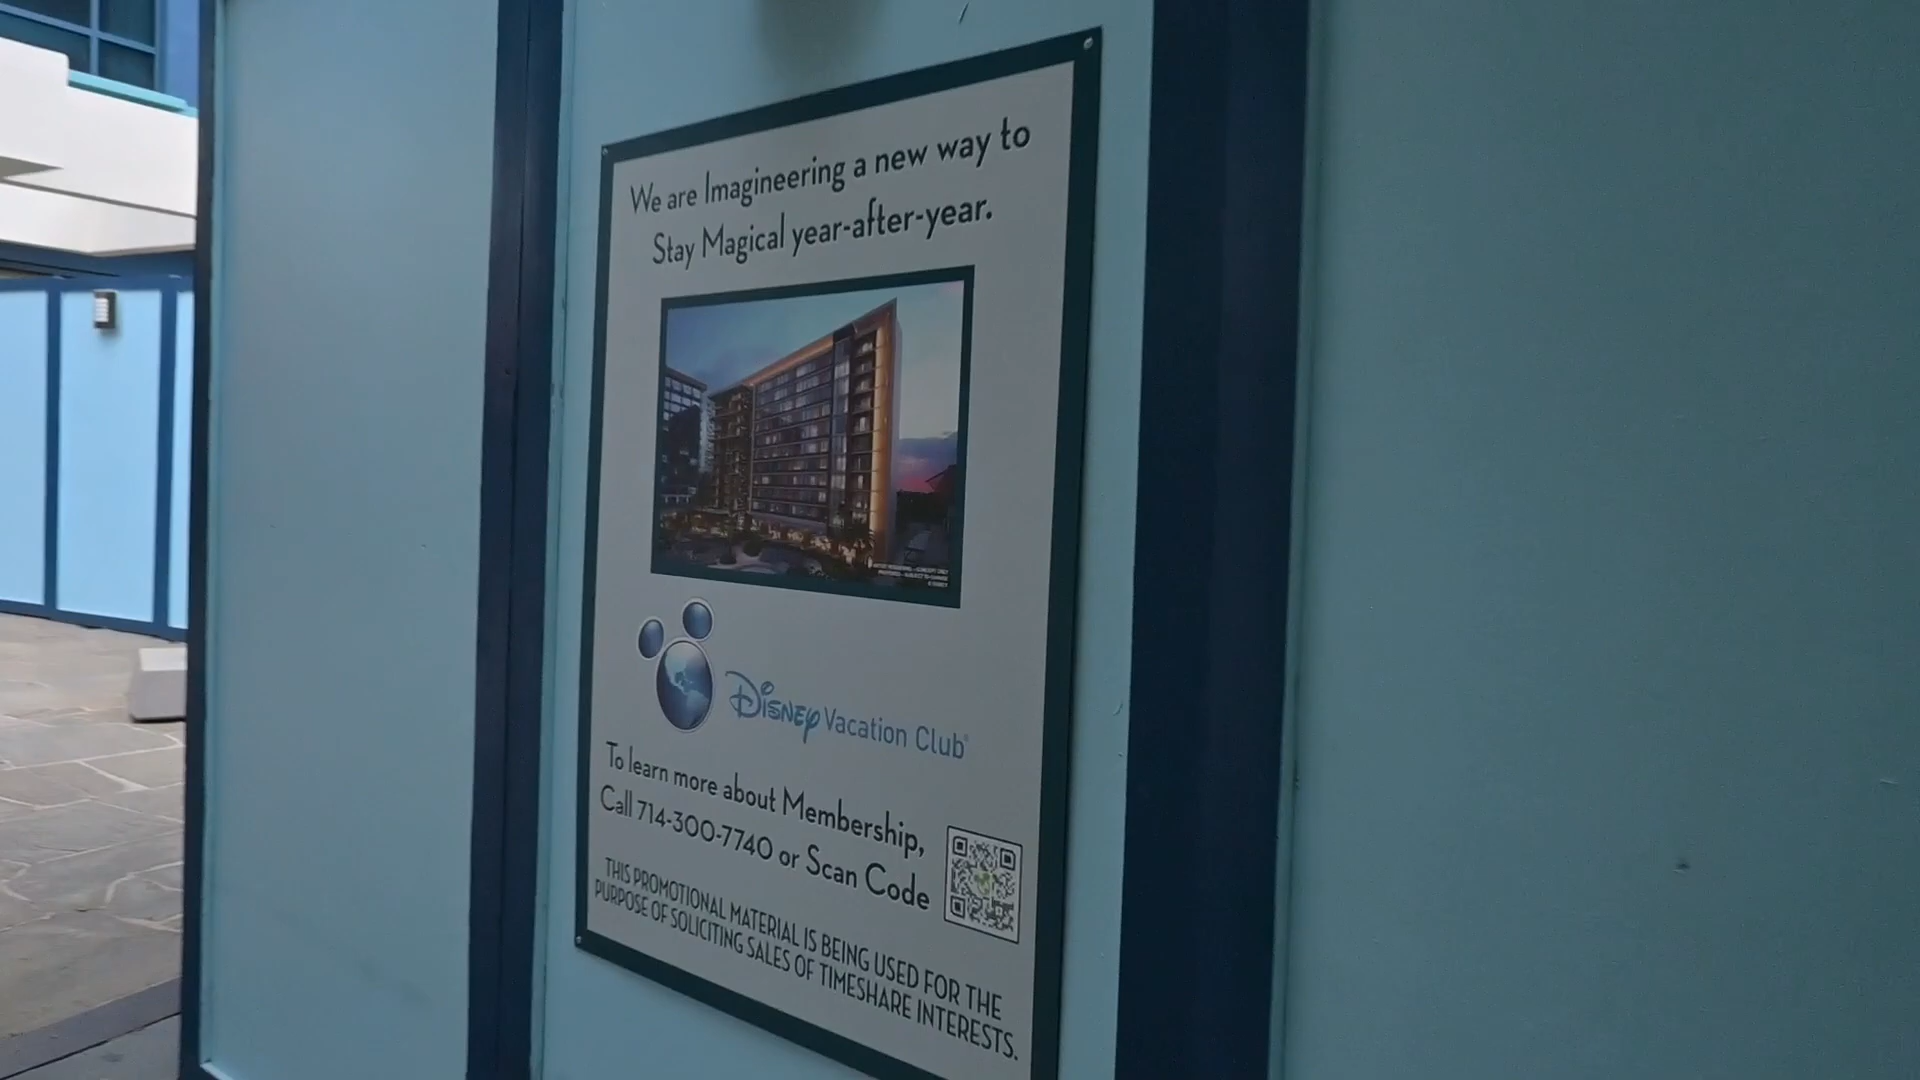 We are Imagineering a new way to
Stay Magical year-after-year.
Disney Vacation Club®
To learn more about Membership,
Call 714-300-7740 or Scan Code
THIS PROMOTIONAL MATERIAL IS BEING USED FOR THE
PURPOSE OF SOLICITING SALES OF TIMESHARE INTERESTS.